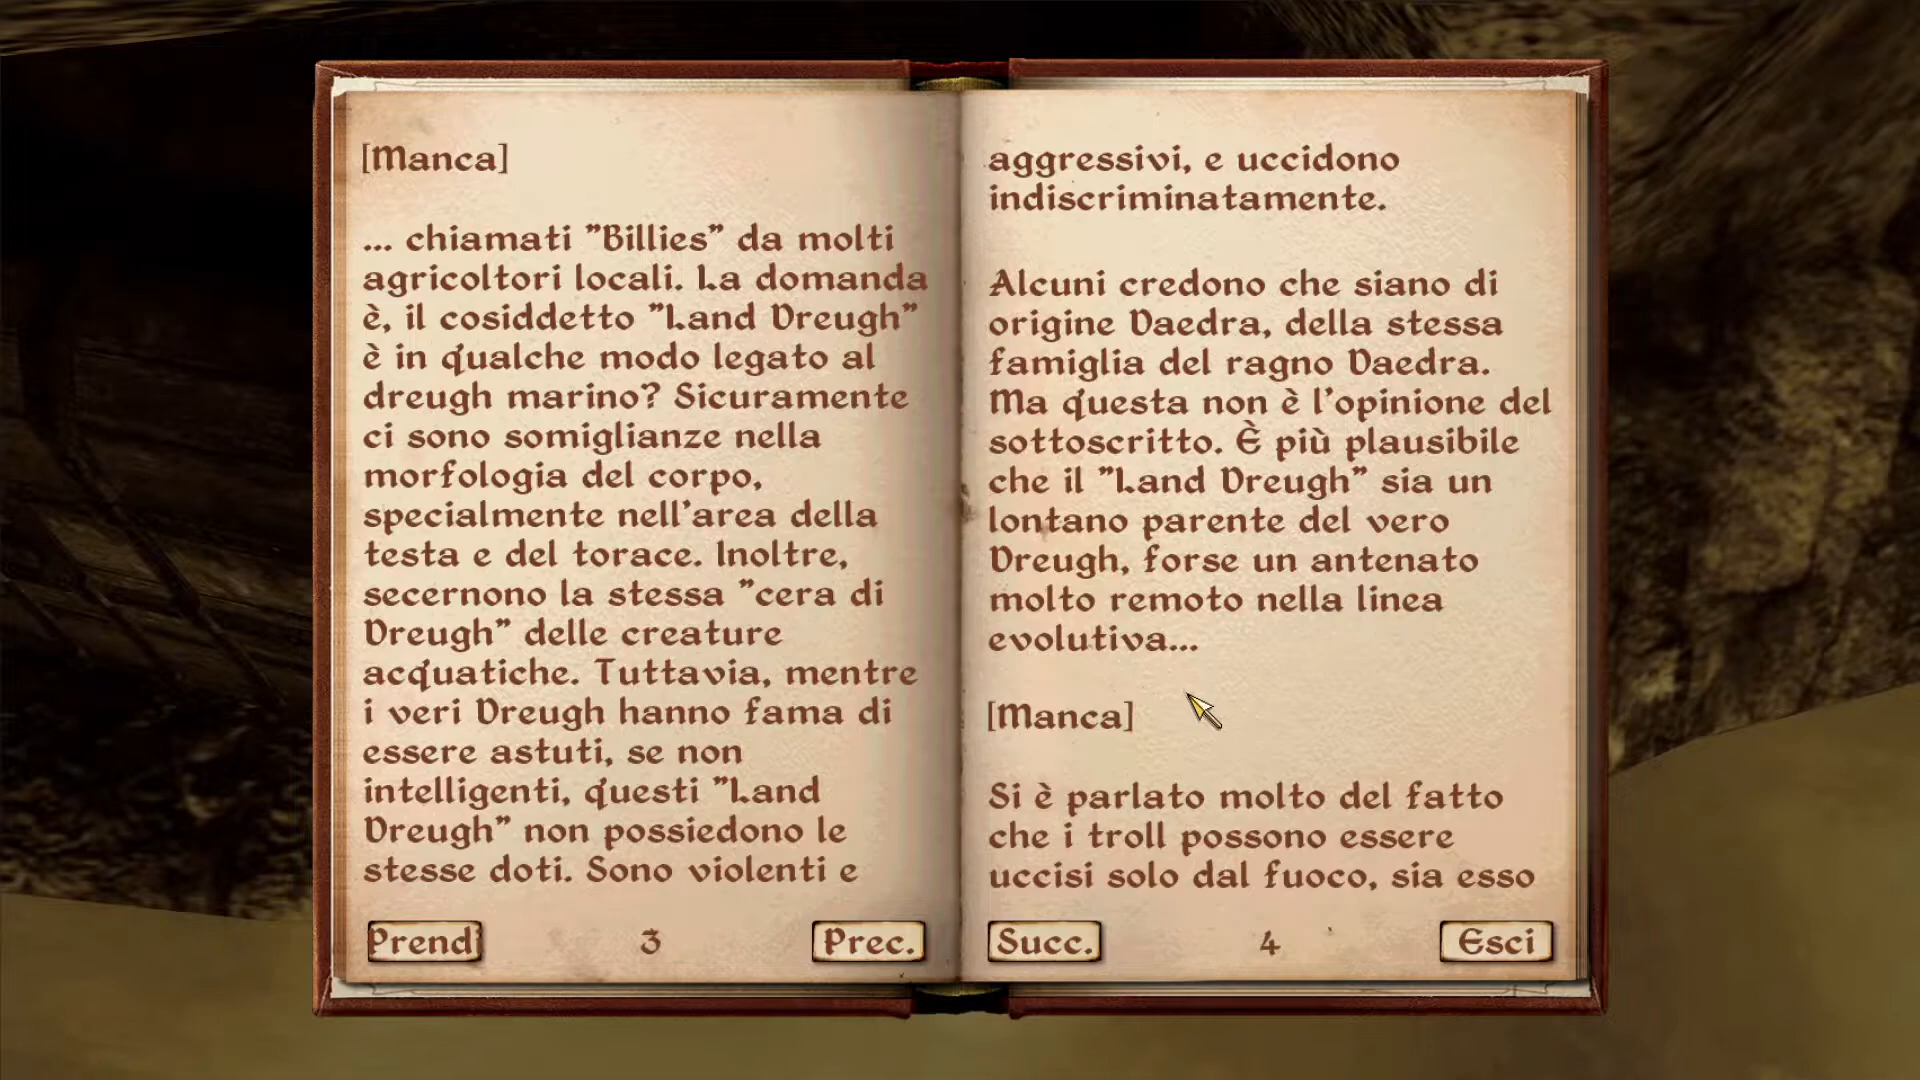 [Manca]
... chiamati "Billies" da molti
agricoltori locali. La domanda
è, il cosiddetto "Land Dreugh"
è in qualche modo legato al
dreugh marino? Sicuramente
ci sono somiglianze nella
morfologia del corpo,
specialmente nell'area della
testa e del torace. Inoltre,
secernono la stessa "cera di
Dreugh" delle creature
acquatiche. Tuttavia, mentre
i veri Dreugh hanno fama di
essere astuti, se non
intelligenti, questi "Land
Dreugh" non possiedono le
stesse doti. Sono violenti e
Prend
3
Prec.
aggressivi, e uccidono
indiscriminatamente.
Alcuni credono che siano di
origine Daedra, della stessa
famiglia del ragno Daedra.
Ma questa non è l'opinione del
sottoscritto. È più plausibile
che il "Land Dreugh" sia un
lontano parente del vero
Dreugh, forse un antenato
molto remoto nella linea
evolutiva...
[Manca]
Si è parlato molto del fatto
che i troll possono essere
uccisi solo dal fuoco, sia esso
Succ.
4
Esci